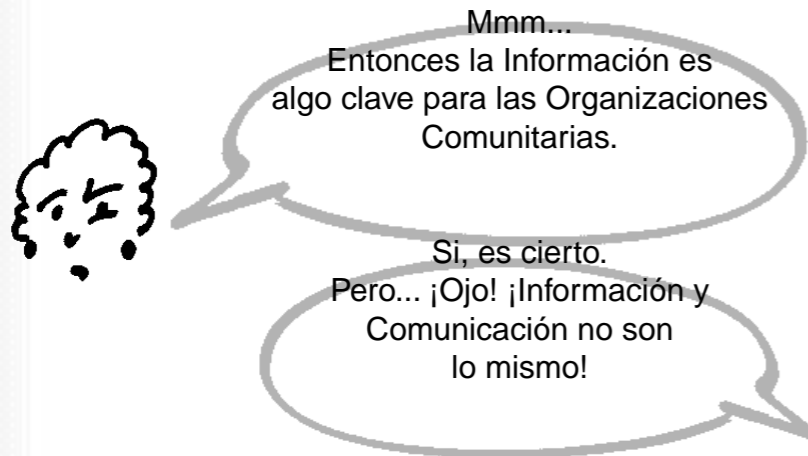 Mmm...
Entonces la Información es
algo clave para las Organizaciones
Comunitarias.
Si, es cierto.
Pero... ¡Ojo! ¡Información y
Comunicación no son
lo mismo!